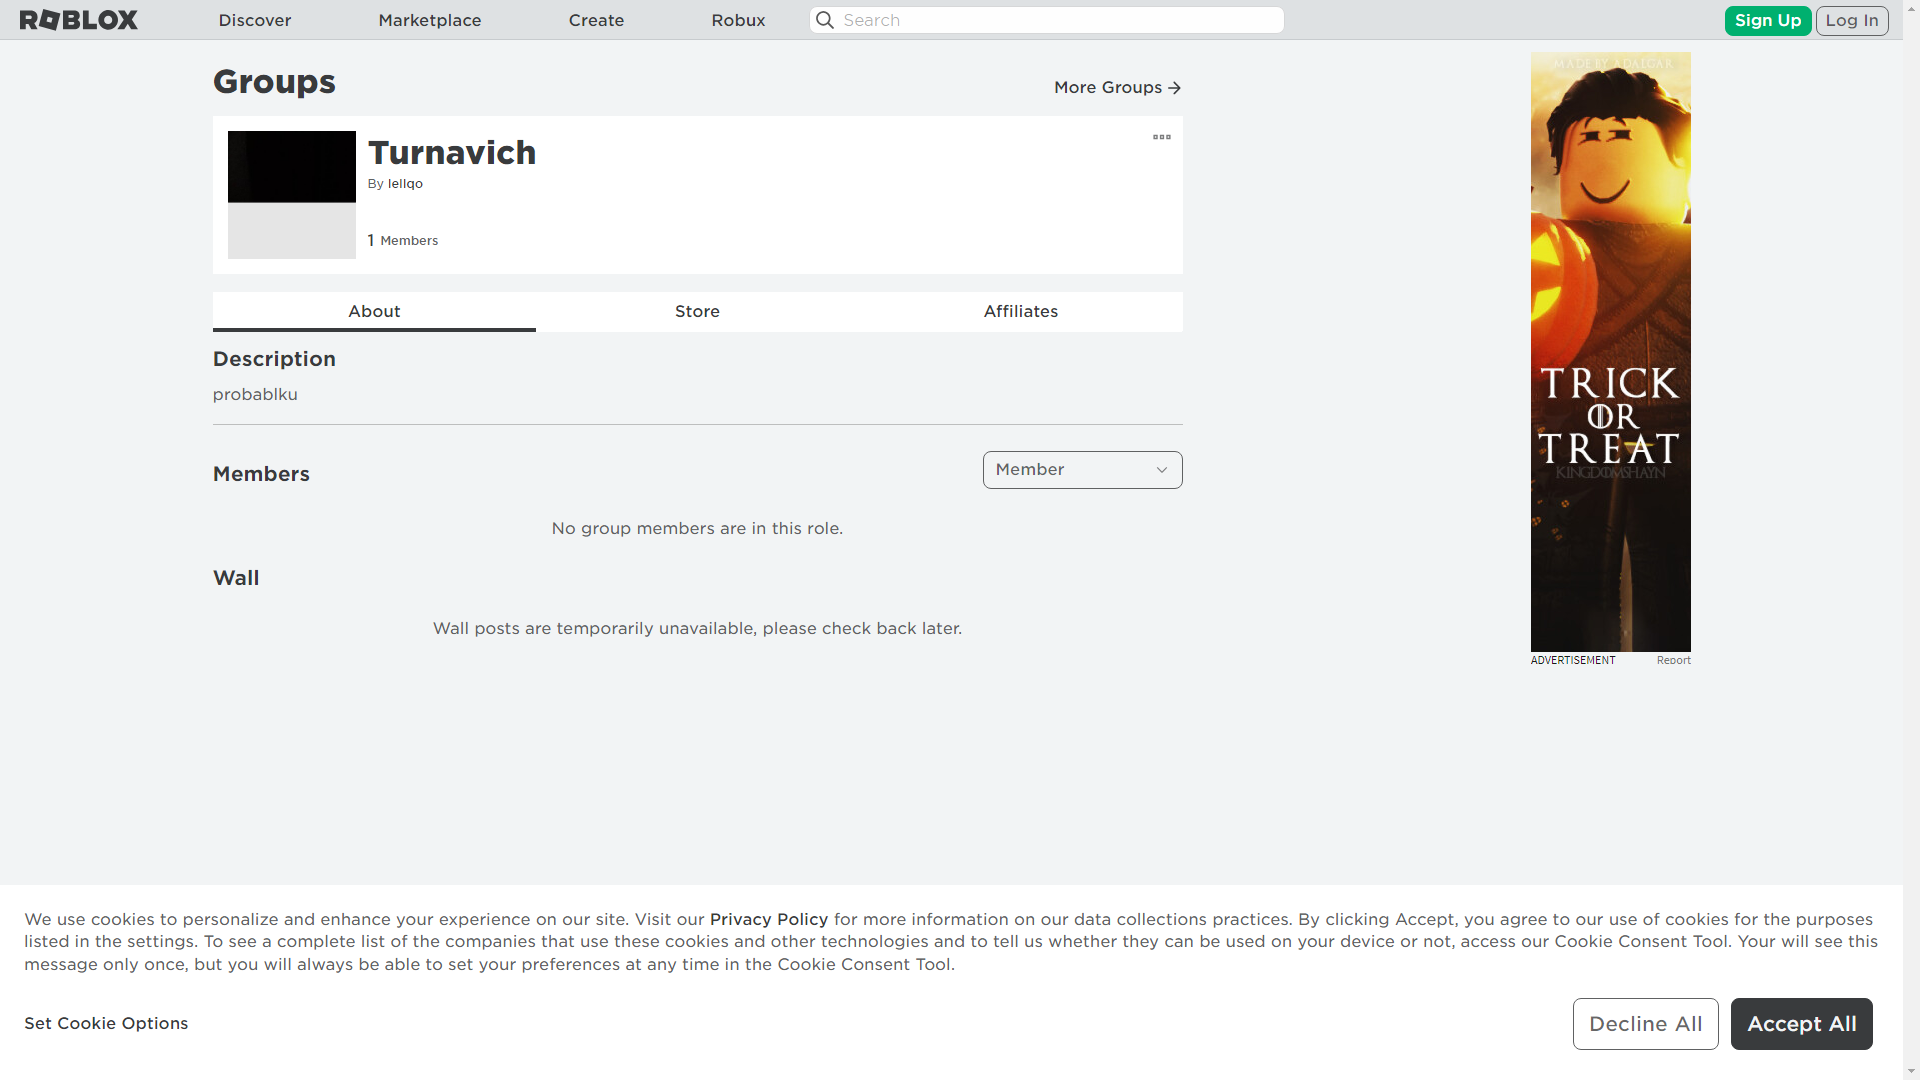 ROBLOX Discover Marketplace Create Robux Search Sign Up Log In
Groups
More Groups
Turnavich
By lellqo
1 Members
About Store Affiliates
Description
probablku
Members
Member
No group members are in this role.
Wall
Wall posts are temporarily unavailable, please check back later.
MADE BY ADALGAR
TRICK
OR
TREAT
ADVERTISEMENT Report
We use cookies to personalize and enhance your experience on our site. Visit our Privacy Policy for more information on our data collections practices. By clicking Accept, you agree to our use of cookies for the purposes
listed in the settings. To see a complete list of the companies that use these cookies and other technologies and to tell us whether they can be used on your device or not, access our Cookie Consent Tool. Your will see this
message only once, but you will always be able to set your preferences at any time in the Cookie Consent Tool.
Set Cookie Options
Decline All
Accept All